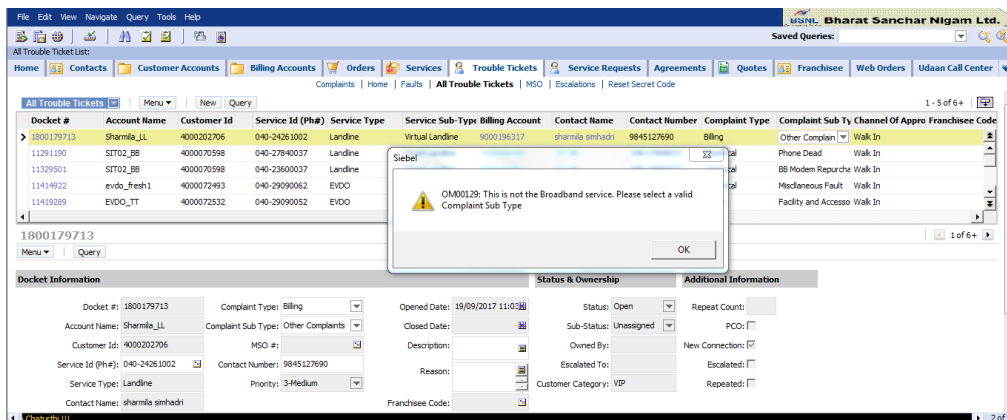 File Edit View Navigate Query Tools Help
BSNL Bharat Sanchar Nigam Ltd.
Saved Queries:
All Trouble Ticket List:
Home Contacts Customer Accounts Billing Accounts Orders Services Trouble Tickets Service Requests Agreements Quotes Franchisee Web Orders Udaan Call Center
Complaints | Home | Faults | All Trouble Tickets | MSO | Escalations | Reset Secret Code
All Trouble Tickets Menu New Query 1 - 5 of 6+
Docket # Account Name Customer Id Service Id (Ph#) Service Type Service Sub-Type Billing Account Contact Name Contact Number Complaint Type Complaint Sub Ty Channel Of Appro Franchisee Code
1800179713 Sharmila_LL 4000202706 040-24261002 Landline Virtual Landline 9000196317 sharmila simhadri 9845127690 Billing Other Complain Walk In
11291190 SIT02_BB 4000070598 040-27840037 Landline Phone Dead Walk In
11329501 SIT02_BB 4000070598 040-23600037 Landline BB Modem Repurcha Walk In
11414922 evdo_fresh1 4000072493 040-29090062 EVDO Miscllaneous Fault Walk In
11419289 EVDO_TT 4000072532 040-29090052 EVDO Facility and Accesso Walk In
Siebel
OM00129: This is not the Broadband service. Please select a valid
Complaint Sub Type
OK
1800179713 1 of 6+
Menu Query
Docket Information Status & Ownership Additional Information
Docket #: 1800179713 Complaint Type: Billing Opened Date: 19/09/2017 11:03 Status: Open Repeat Count:
Account Name: Sharmila_LL Complaint Sub Type: Other Complaints Closed Date: Sub-Status: Unassigned PCO:
Customer Id: 4000202706 MSO #: Description: Owned By: New Connection:
Service Id (Ph#): 040-24261002 Contact Number: 9845127690 Reason: Escalated To: Escalated:
Service Type: Landline Priority: 3-Medium Customer Category: VIP Repeated:
Contact Name: sharmila simhadri Franchisee Code:
Chaturthi !!! 2 of